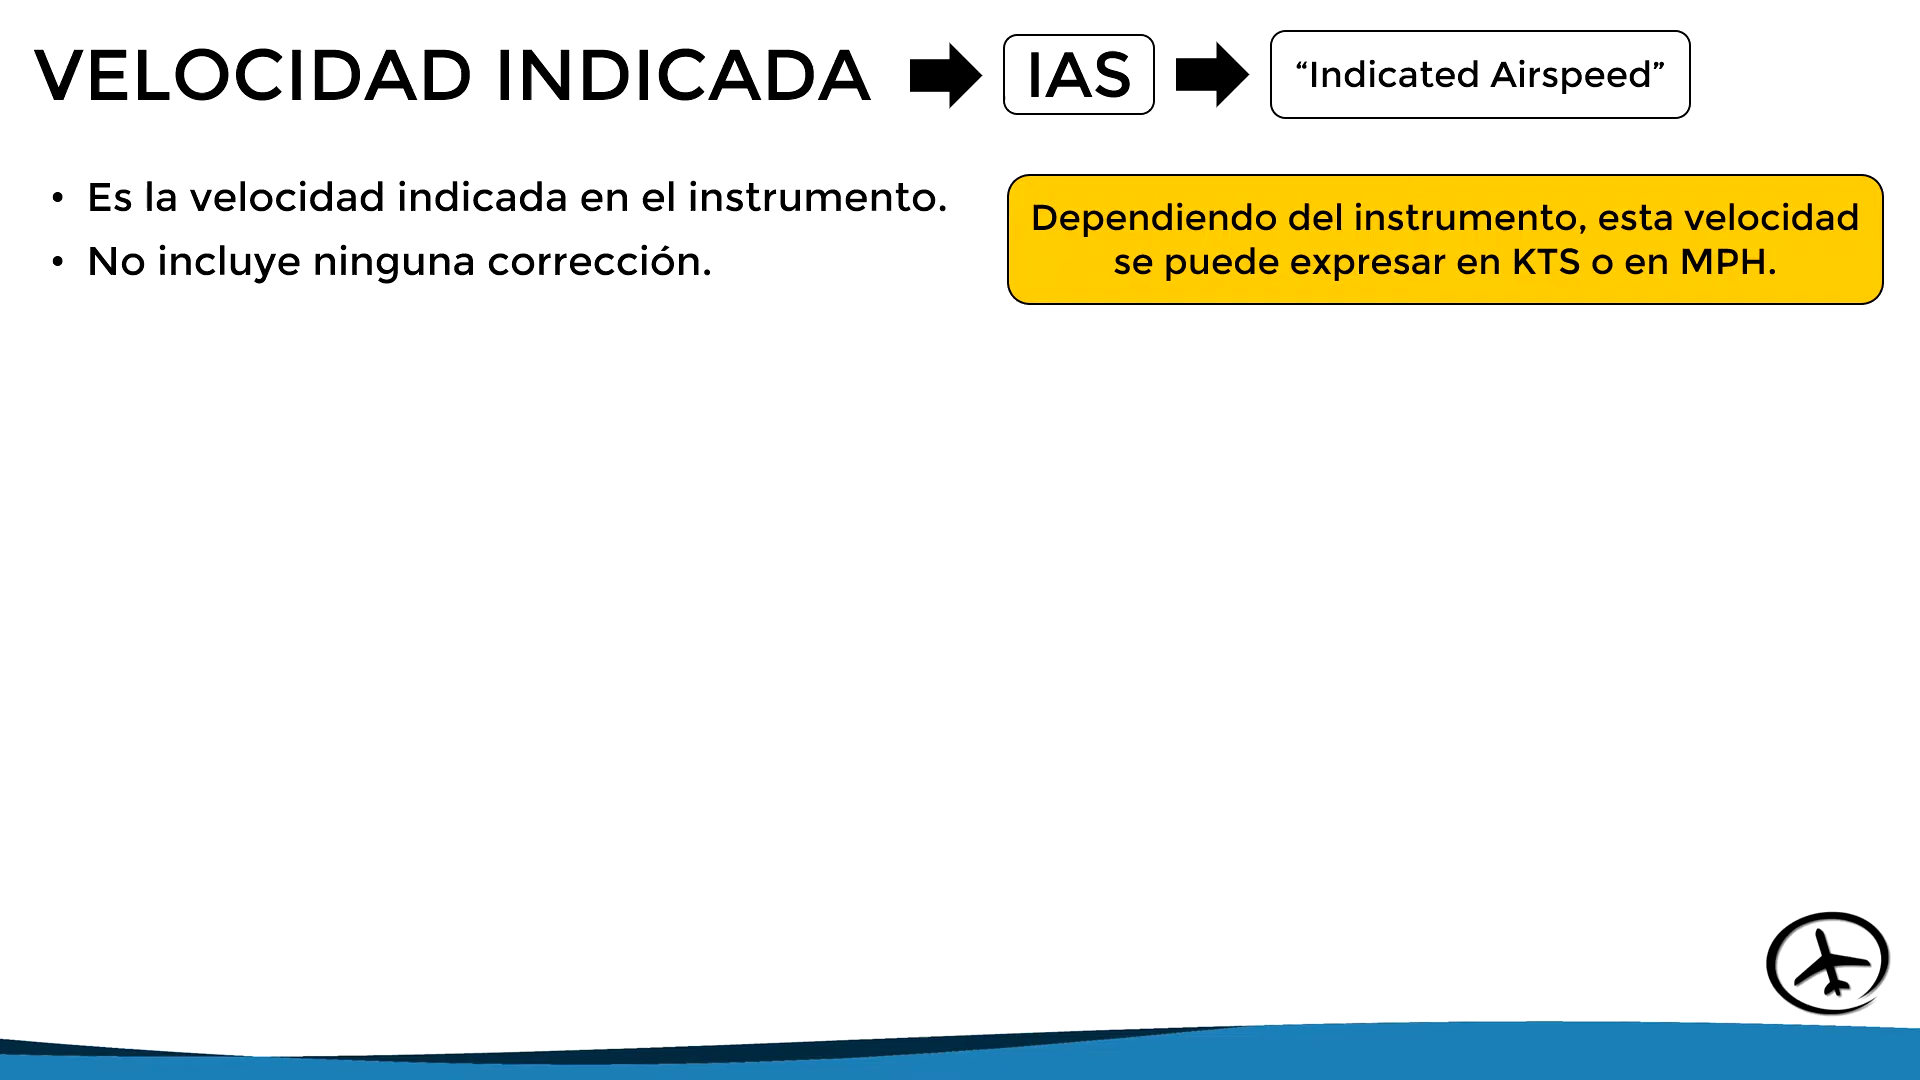 VELOCIDAD INDICADA
IAS
“Indicated Airspeed”
• Es la velocidad indicada en el instrumento.
• No incluye ninguna corrección.
Dependiendo del instrumento, esta velocidad
se puede expresar en KTS o en MPH.